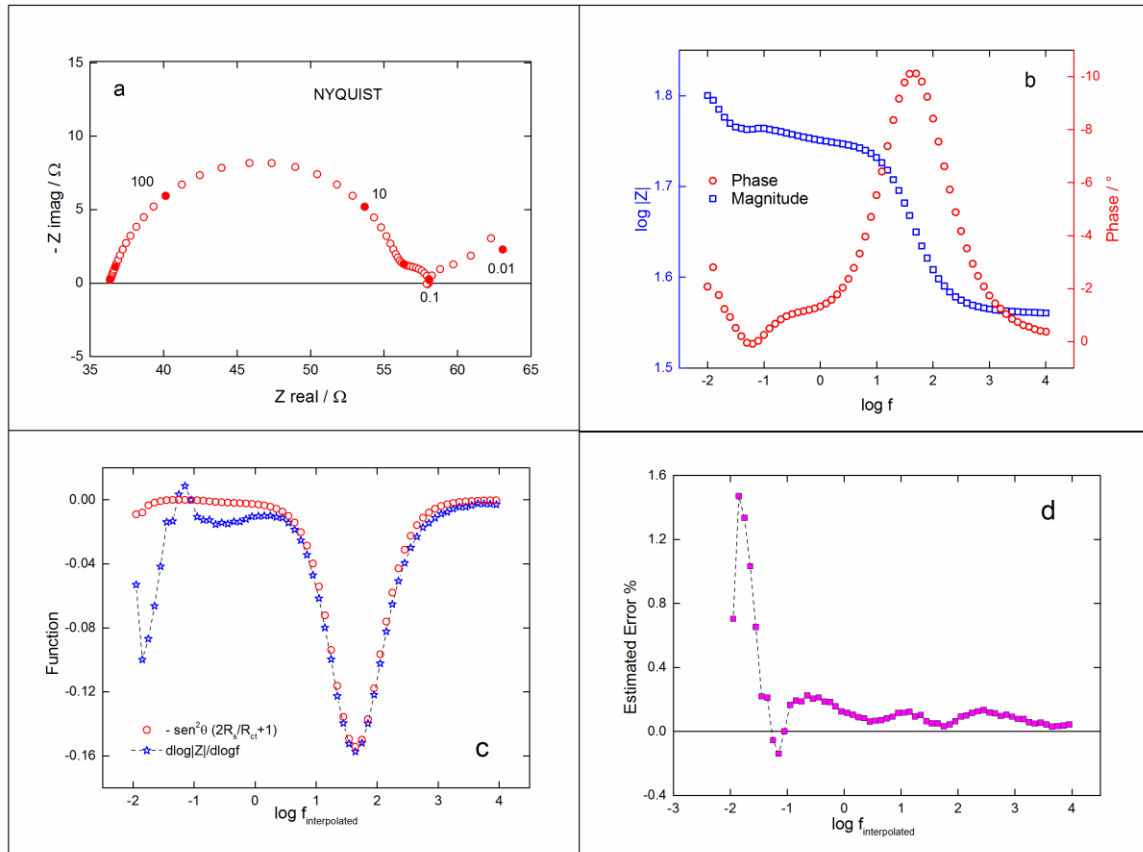 a
NYQUIST
15
10
5
0
-5
100
10
0.1
0.01
35 40 45 50 55 60 65
Z real / Ω
- Z imag / Ω
b
1.8
1.7
1.6
1.5
log |Z|
Phase
Magnitude
-10
-8
-6
-4
-2
0
Phase / °
-2 -1 0 1 2 3 4
log f
0.00
-0.04
-0.08
-0.12
-0.16
Function
- sen²θ (2Rs/Rct+1)
dlog|Z|/dlogf
c
-2 -1 0 1 2 3 4
log finterpolated
d
1.6
1.2
0.8
0.4
0.0
-0.4
Estimated Error %
-3 -2 -1 0 1 2 3 4
log finterpolated